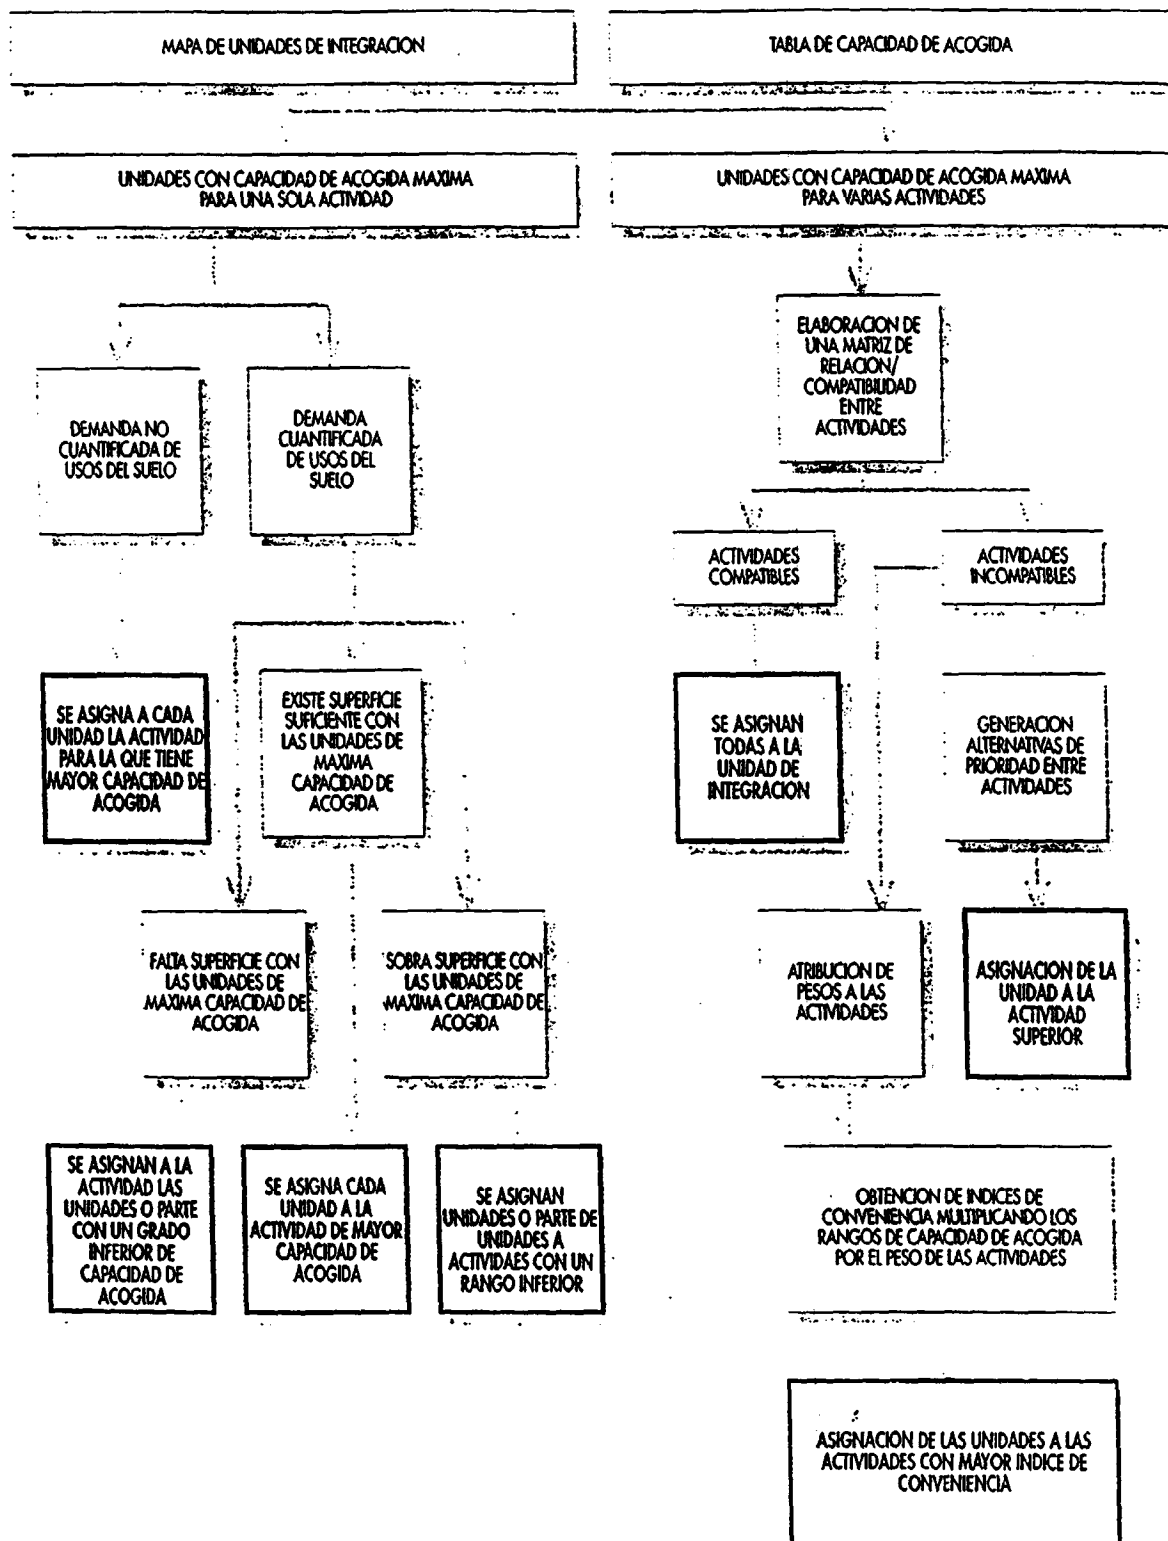 MAPA DE UNIDADES DE INTEGRACION
TABLA DE CAPACIDAD DE ACOGIDA
UNIDADES CON CAPACIDAD DE ACOGIDA MAXIMA
PARA UNA SOLA ACTIVIDAD
UNIDADES CON CAPACIDAD DE ACOGIDA MAXIMA
PARA VARIAS ACTIVIDADES
ELABORACION DE
UNA MATRIZ DE
RELACION/
COMPATIBILIDAD
ENTRE
ACTIVIDADES
DEMANDA NO
CUANTIFICADA DE
USOS DEL SUELO
DEMANDA
CUANTIFICADA
DE USOS DEL
SUELO
ACTIVIDADES
COMPATIBLES
ACTIVIDADES
INCOMPATIBLES
SE ASIGNA A CADA
UNIDAD LA ACTIVIDAD
PARA LA QUE TIENE
MAYOR CAPACIDAD DE
ACOGIDA
EXISTE SUPERFICIE
SUFICIENTE CON
LAS UNIDADES DE
MAXIMA
CAPACIDAD DE
ACOGIDA
SE ASIGNAN
TODAS A LA
UNIDAD DE
INTEGRACION
GENERACION
ALTERNATIVAS DE
PRIORIDAD ENTRE
ACTIVIDADES
FALTA SUPERFICIE CON
LAS UNIDADES DE
MAXIMA CAPACIDAD DE
ACOGIDA
SOBRA SUPERFICIE CON
LAS UNIDADES DE
MAXIMA CAPACIDAD DE
ACOGIDA
ATRIBUCION DE
PESOS A LAS
ACTIVIDADES
ASIGNACION DE LA
UNIDAD A LA
ACTIVIDAD
SUPERIOR
SE ASIGNAN A LA
ACTIVIDAD LAS
UNIDADES O PARTE
CON UN GRADO
INFERIOR DE
CAPACIDAD DE
ACOGIDA
SE ASIGNA CADA
UNIDAD A LA
ACTIVIDAD DE MAYOR
CAPACIDAD DE
ACOGIDA
SE ASIGNAN
UNIDADES O PARTE DE
UNIDADES A
ACTIVIDAES CON UN
RANGO INFERIOR
OBTENCION DE INDICES DE
CONVENIENCIA MULTIPLICANDO LOS
RANGOS DE CAPACIDAD DE ACOGIDA
POR EL PESO DE LAS ACTIVIDADES
ASIGNACION DE LAS UNIDADES A LAS
ACTIVIDADES CON MAYOR INDICE DE
CONVENIENCIA